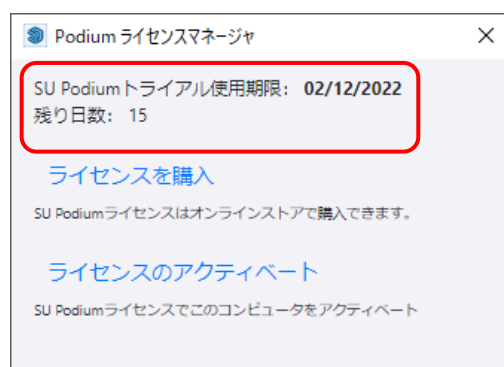 Podium ライセンスマネージャ
SU Podiumトライアル使用期限： 02/12/2022
残り日数： 15
ライセンスを購入
SU Podiumライセンスはオンラインストアで購入できます。
ライセンスのアクティベート
SU Podiumライセンスでこのコンピュータをアクティベート